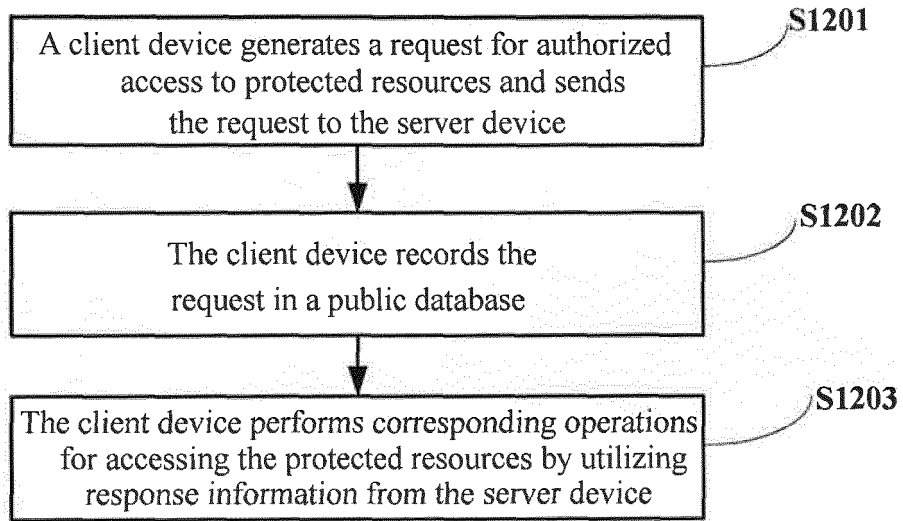 S1201
A client device generates a request for authorized
access to protected resources and sends
the request to the server device
S1202
The client device records the
request in a public database
S1203
The client device performs corresponding operations
for accessing the protected resources by utilizing
response information from the server device